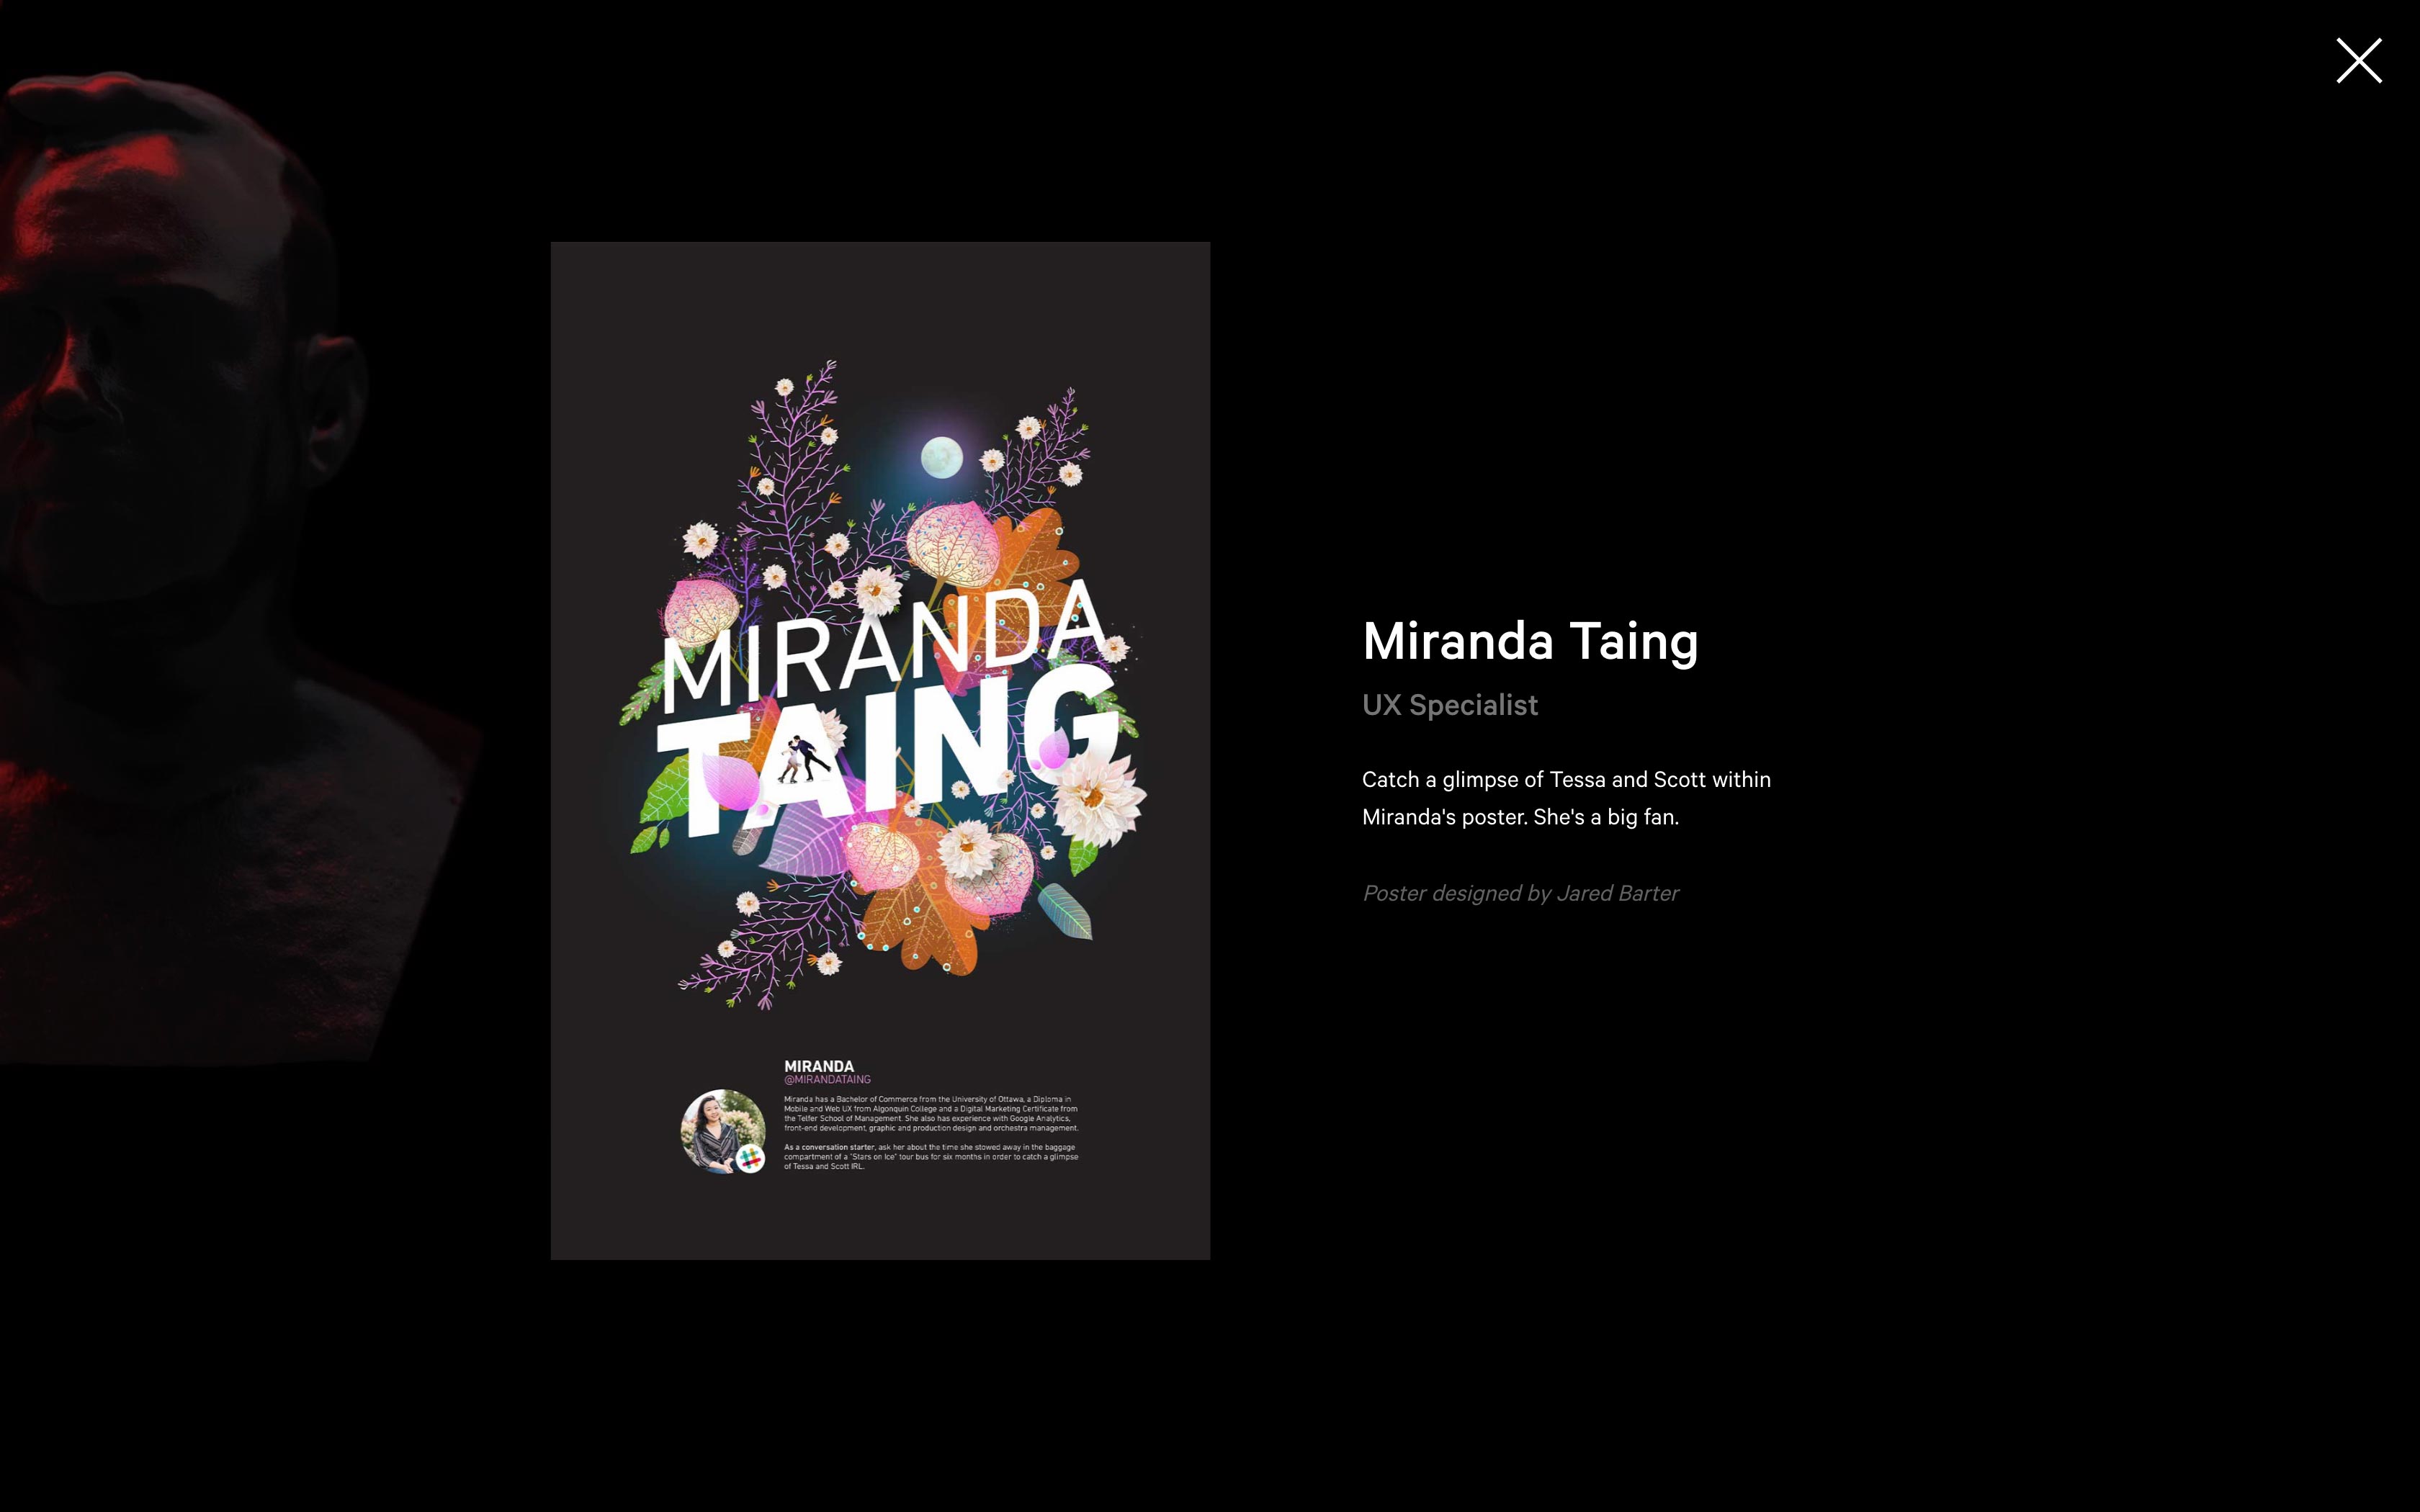 MIRANDA
TAING
MIRANDA
@MIRANDATAING
Miranda has a Bachelor of Commerce from the University of Ottawa, a Diploma in
Mobile and Web UX from Algonquin College and a Digital Marketing Certificate from
the Telfer School of Management. She also has experience with Google Analytics,
front-end development, graphic and production design and orchestra management.
As a conversation starter, ask her about the time she stowed away in the baggage
compartment of a "Stars on Ice" tour bus for six months in order to catch a glimpse
of Tessa and Scott IRL.
Miranda Taing
UX Specialist
Catch a glimpse of Tessa and Scott within
Miranda's poster. She's a big fan.
Poster designed by Jared Barter